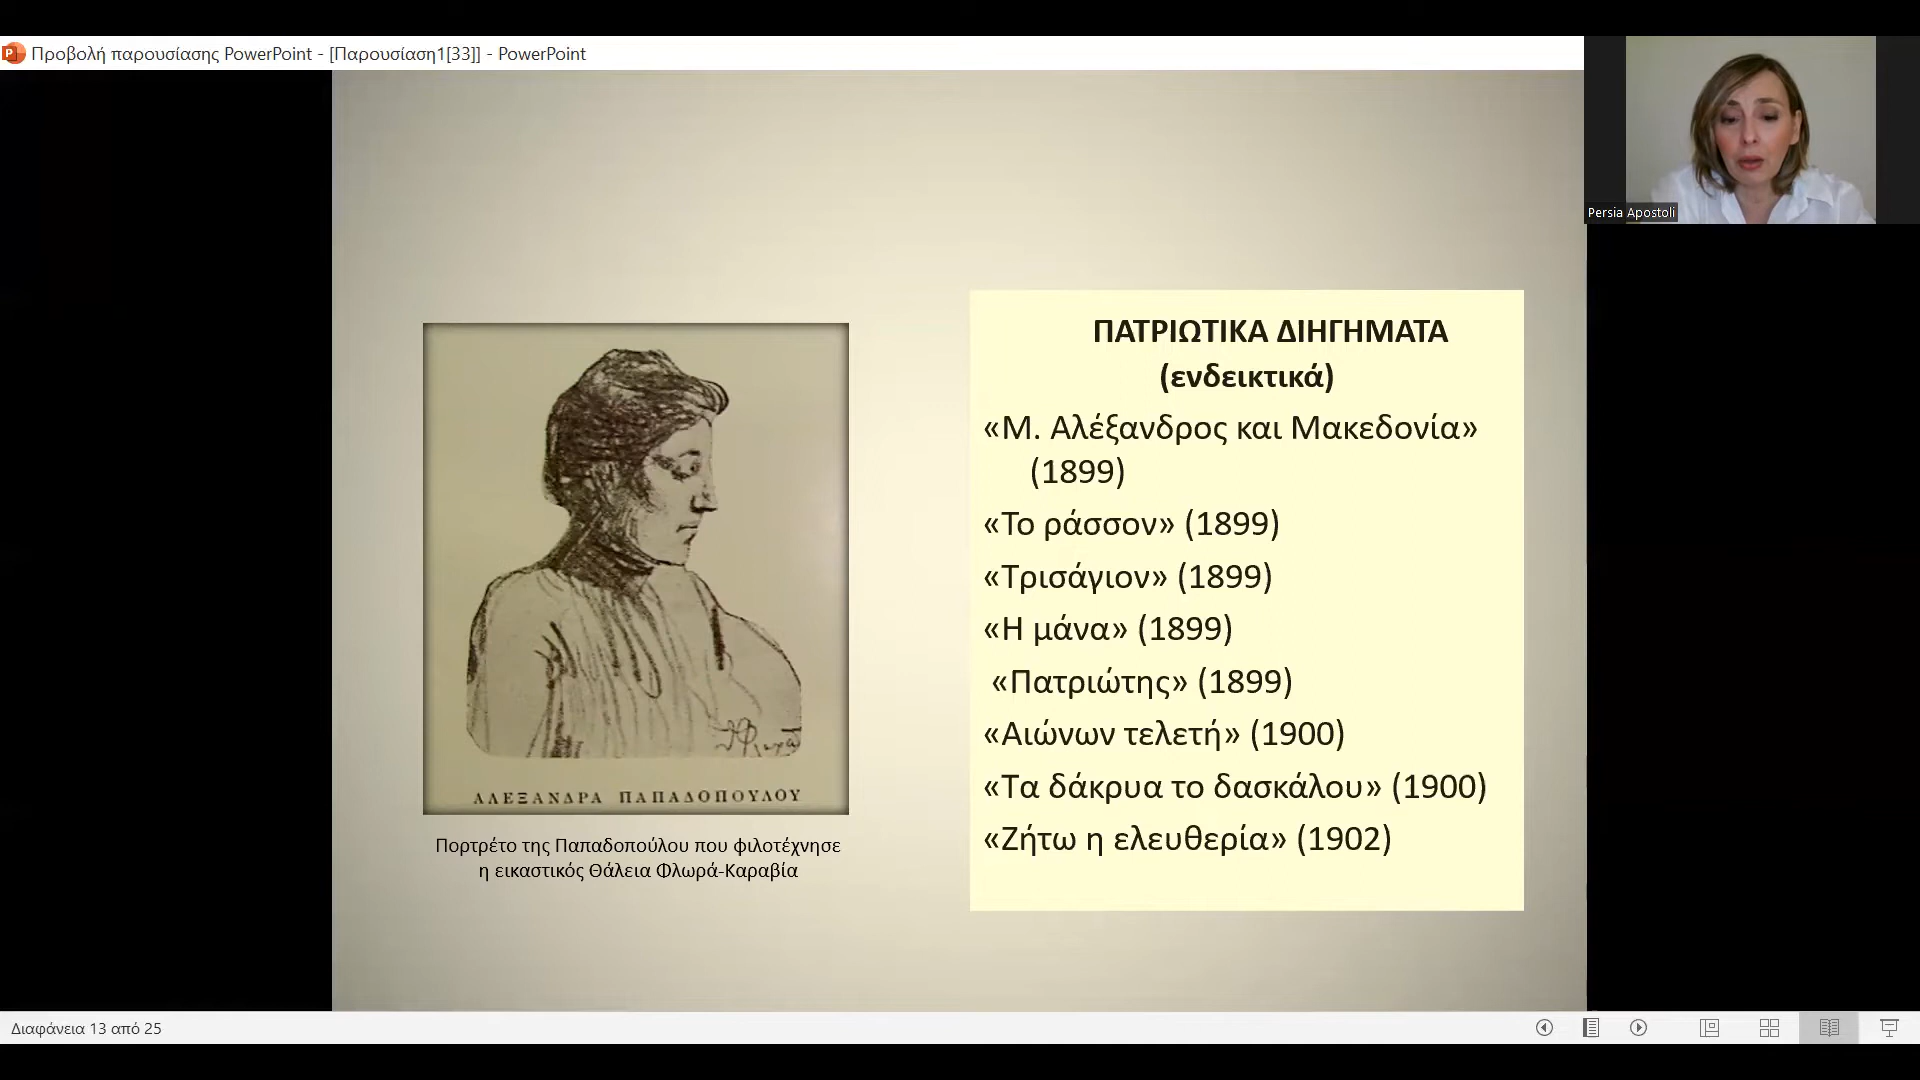 Προβολή παρουσίασης PowerPoint - [Παρουσίαση1[33]] - PowerPoint
Persia Apostoli
ΠΑΤΡΙΩΤΙΚΑ ΔΙΗΓΗΜΑΤΑ
(ενδεικτικά)
«Μ. Αλέξανδρος και Μακεδονία»
(1899)
«Το ράσσον» (1899)
«Τρισάγιον» (1899)
«Η μάνα» (1899)
«Πατριώτης» (1899)
«Αιώνων τελετή» (1900)
«Τα δάκρυα το δασκάλου» (1900)
«Ζήτω η ελευθερία» (1902)
ΑΛΕΞΑΝΔΡΑ ΠΑΠΑΔΟΠΟΥΛΟΥ
Πορτρέτο της Παπαδοπούλου που φιλοτέχνησε
η εικαστικός Θάλεια Φλωρά-Καραβία
Διαφάνεια 13 από 25